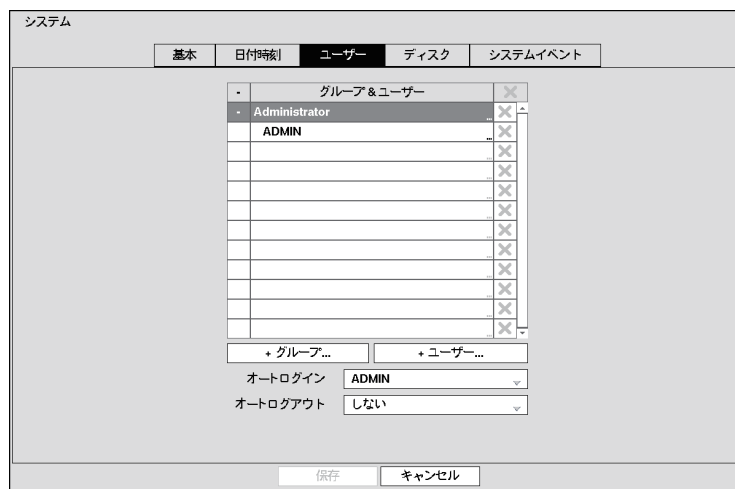 システム
基本 日付時刻 ユーザー ディスク システムイベント
- グループ&ユーザー
- Administrator ...
ADMIN ...
+ グループ... + ユーザー...
オートログイン ADMIN
オートログアウト しない
保存 キャンセル